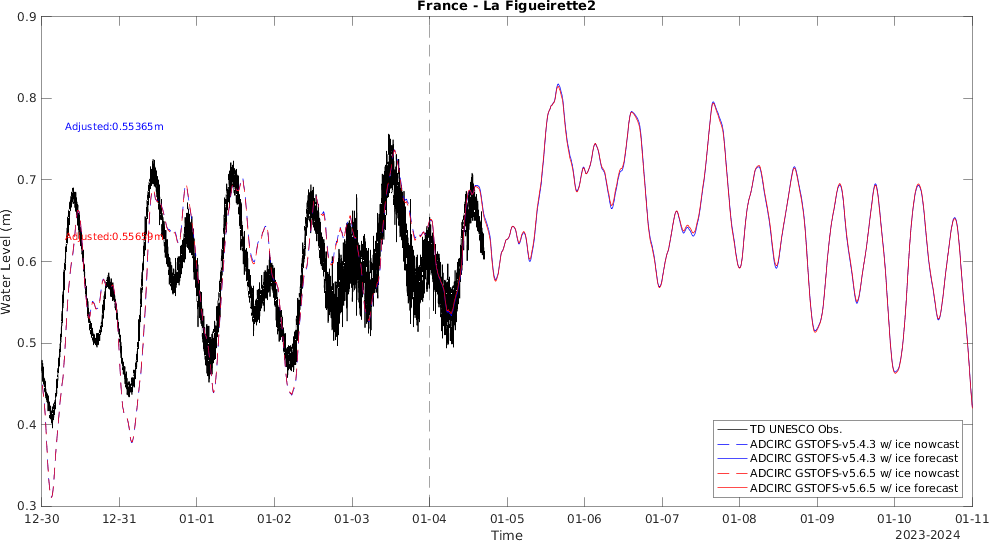 France - La Figueirette2
0.9
0.8
0.7
0.6
0.5
0.4
0.3
Water Level (m)
Adjusted:0.55365m
Adjusted:0.55659m
TD UNESCO Obs.
ADCIRC GSTOFS-v5.4.3 w/ ice nowcast
ADCIRC GSTOFS-v5.4.3 w/ ice forecast
ADCIRC GSTOFS-v5.6.5 w/ ice nowcast
ADCIRC GSTOFS-v5.6.5 w/ ice forecast
12-30 12-31 01-01 01-02 01-03 01-04 01-05 01-06 01-07 01-08 01-09 01-10 01-11
Time
2023-2024